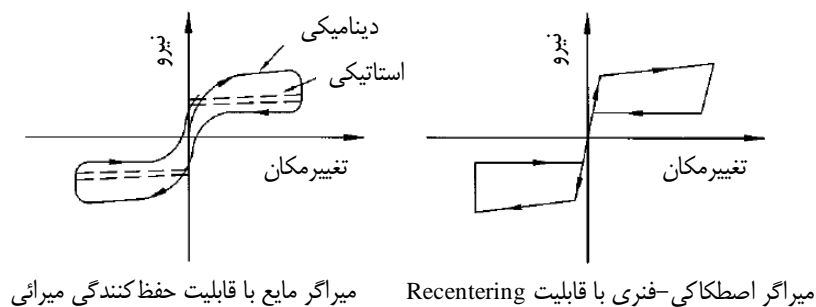 نیرو
دینامیکی
استاتیکی
تغییرمکان
نیرو
تغییرمکان
میراگر اصطکاکی-فنری با قابلیت Recentering
میراگر مایع با قابلیت حفظ‌کنندگی میرائی